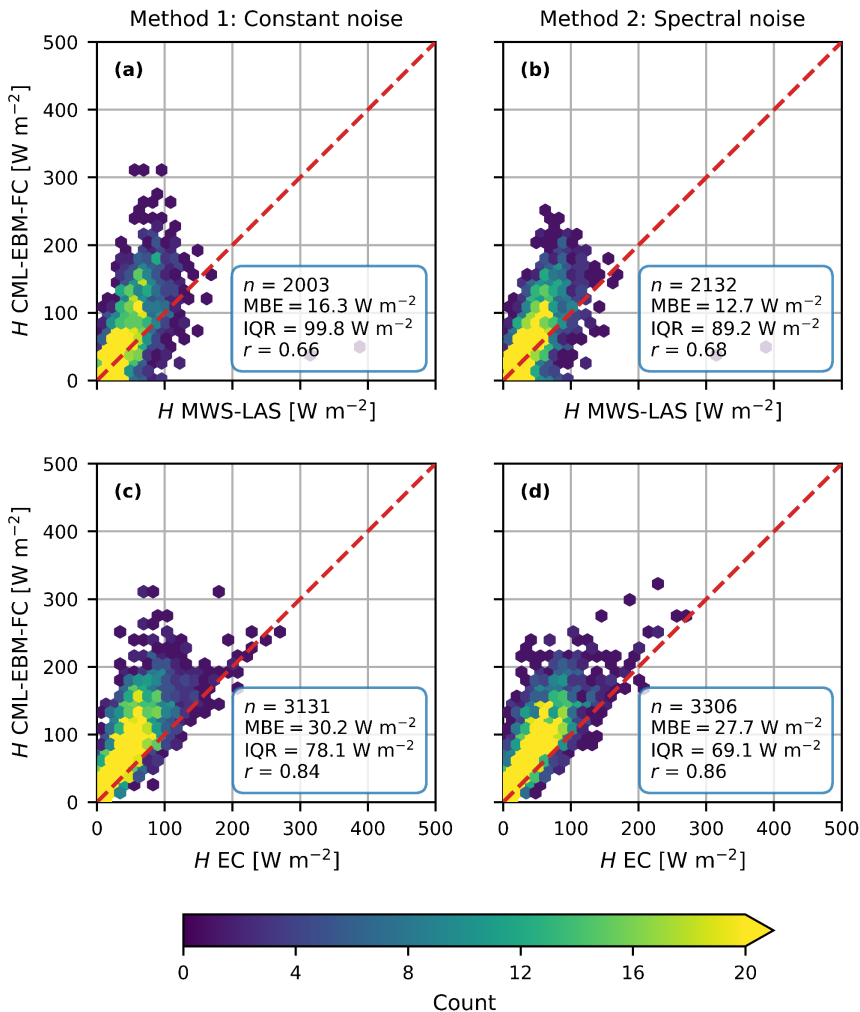 Method 1: Constant noise
Method 2: Spectral noise
H CML-EBM-FC [W m⁻²]
500
400
300
200
100
0
(a)
n = 2003
MBE = 16.3 W m⁻²
IQR = 99.8 W m⁻²
r = 0.66
H MWS-LAS [W m⁻²]
(b)
n = 2132
MBE = 12.7 W m⁻²
IQR = 89.2 W m⁻²
r = 0.68
H MWS-LAS [W m⁻²]
H CML-EBM-FC [W m⁻²]
500
400
300
200
100
0
(c)
n = 3131
MBE = 30.2 W m⁻²
IQR = 78.1 W m⁻²
r = 0.84
0 100 200 300 400 500
H EC [W m⁻²]
(d)
n = 3306
MBE = 27.7 W m⁻²
IQR = 69.1 W m⁻²
r = 0.86
0 100 200 300 400 500
H EC [W m⁻²]
0 4 8 12 16 20
Count